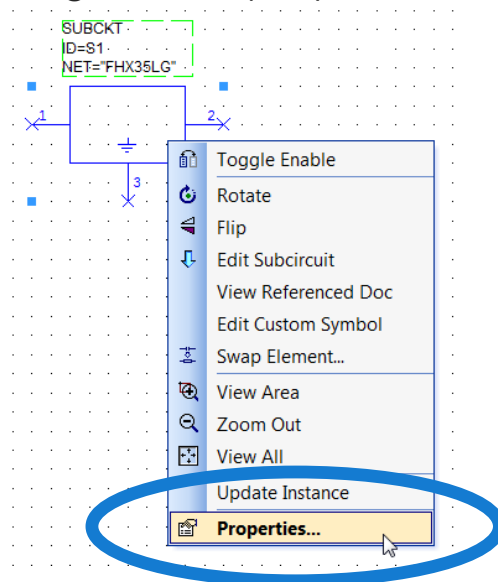 SUBCKT
ID=S1
NET="FHX35LG"
1
2
3
Toggle Enable
Rotate
Flip
Edit Subcircuit
View Referenced Doc
Edit Custom Symbol
Swap Element...
View Area
Zoom Out
View All
Update Instance
Properties...